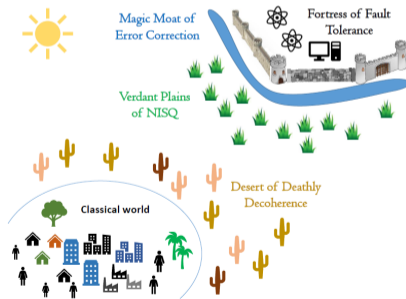 Magic Moat of
Error Correction
Fortress of Fault
Tolerance
Verdant Plains
of NISQ
Desert of Deathly
Decoherence
Classical world